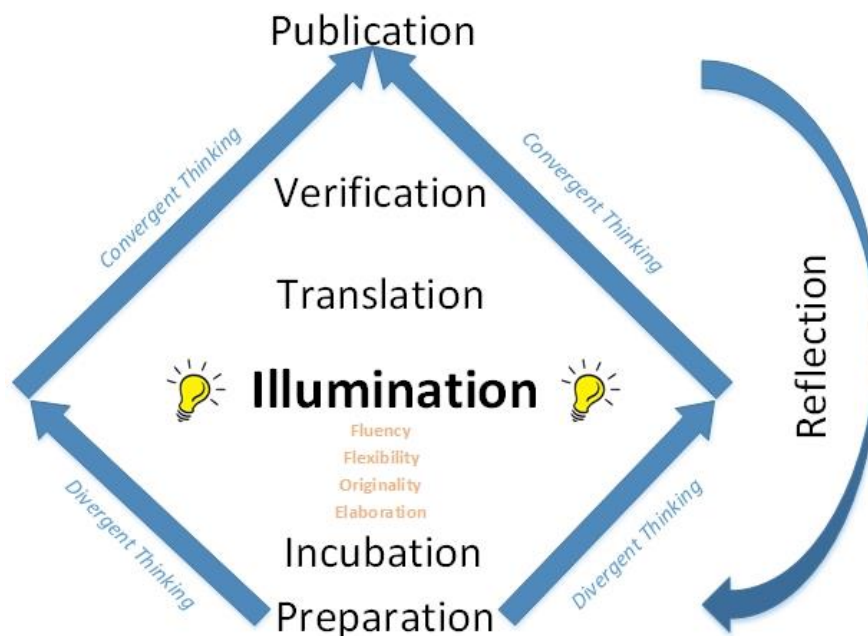 Publication
Convergent Thinking
Convergent Thinking
Verification
Translation
Illumination
Reflection
Fluency
Flexibility
Originality
Elaboration
Divergent Thinking
Divergent Thinking
Incubation
Preparation